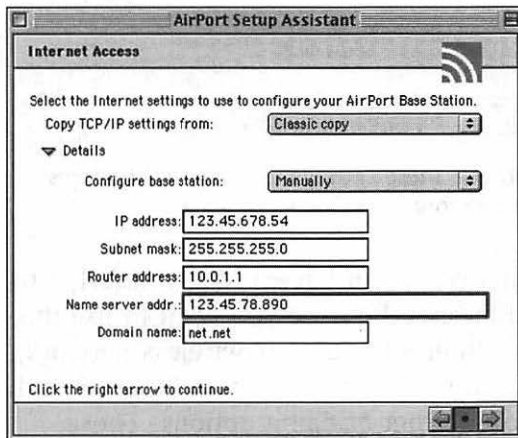 AirPort Setup Assistant
Internet Access
Select the Internet settings to use to configure your AirPort Base Station.
Copy TCP/IP settings from: Classic copy
Details
Configure base station: Manually
IP address: 123.45.678.54
Subnet mask: 255.255.255.0
Router address: 10.0.1.1
Name server addr.: 123.45.78.890
Domain name: net.net
Click the right arrow to continue.